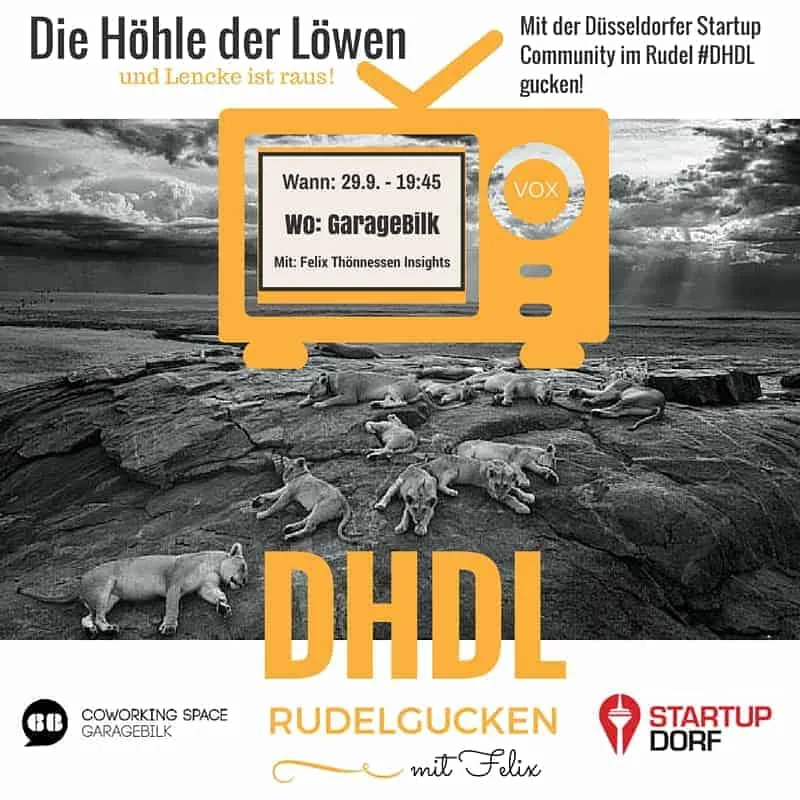 Die Höhle der Löwen
und Lencke ist raus!
Mit der Düsseldorfer Startup
Community im Rudel #DHDL
gucken!
Wann: 29.9. - 19:45
Wo: GarageBilk
Mit: Felix Thönnessen Insights
VOX
DHDL
RUDELGUCKEN
mit Felix
GB
COWORKING SPACE
GARAGEBILK
STARTUP
DORF